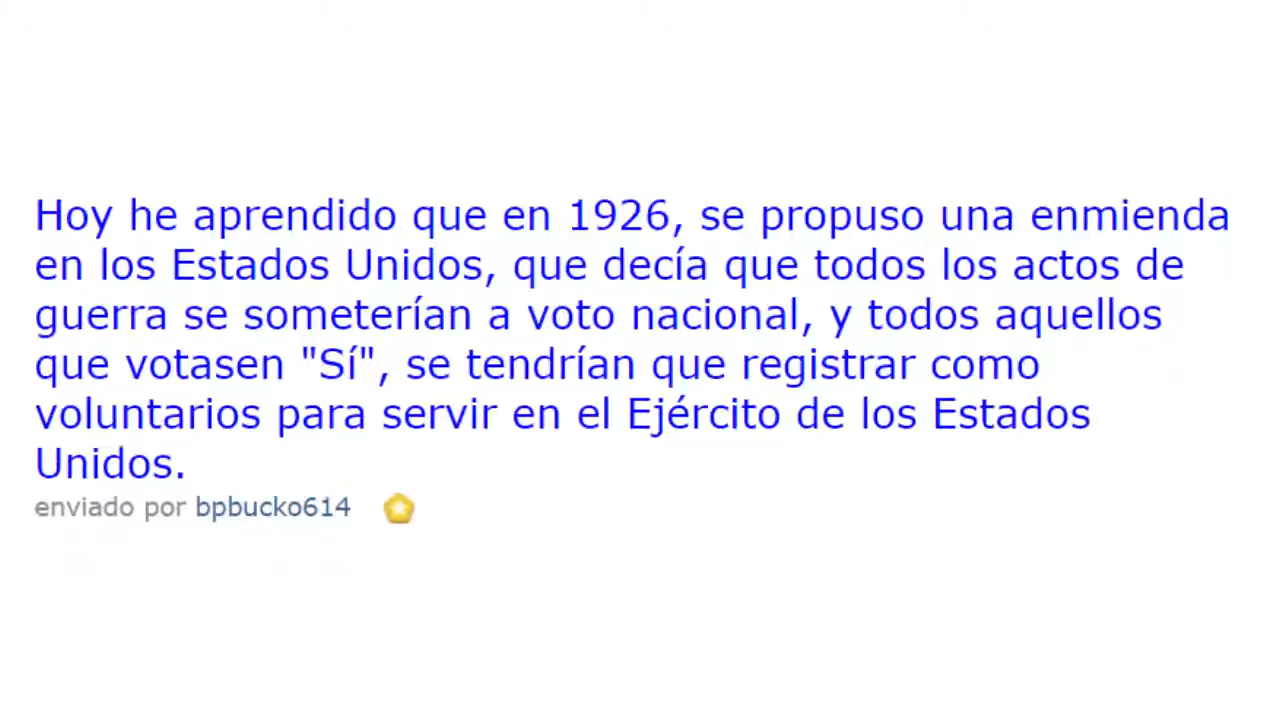 Hoy he aprendido que en 1926, se propuso una enmienda
en los Estados Unidos, que decía que todos los actos de
guerra se someterían a voto nacional, y todos aquellos
que votasen "Sí", se tendrían que registrar como
voluntarios para servir en el Ejército de los Estados
Unidos.
enviado por bpbucko614